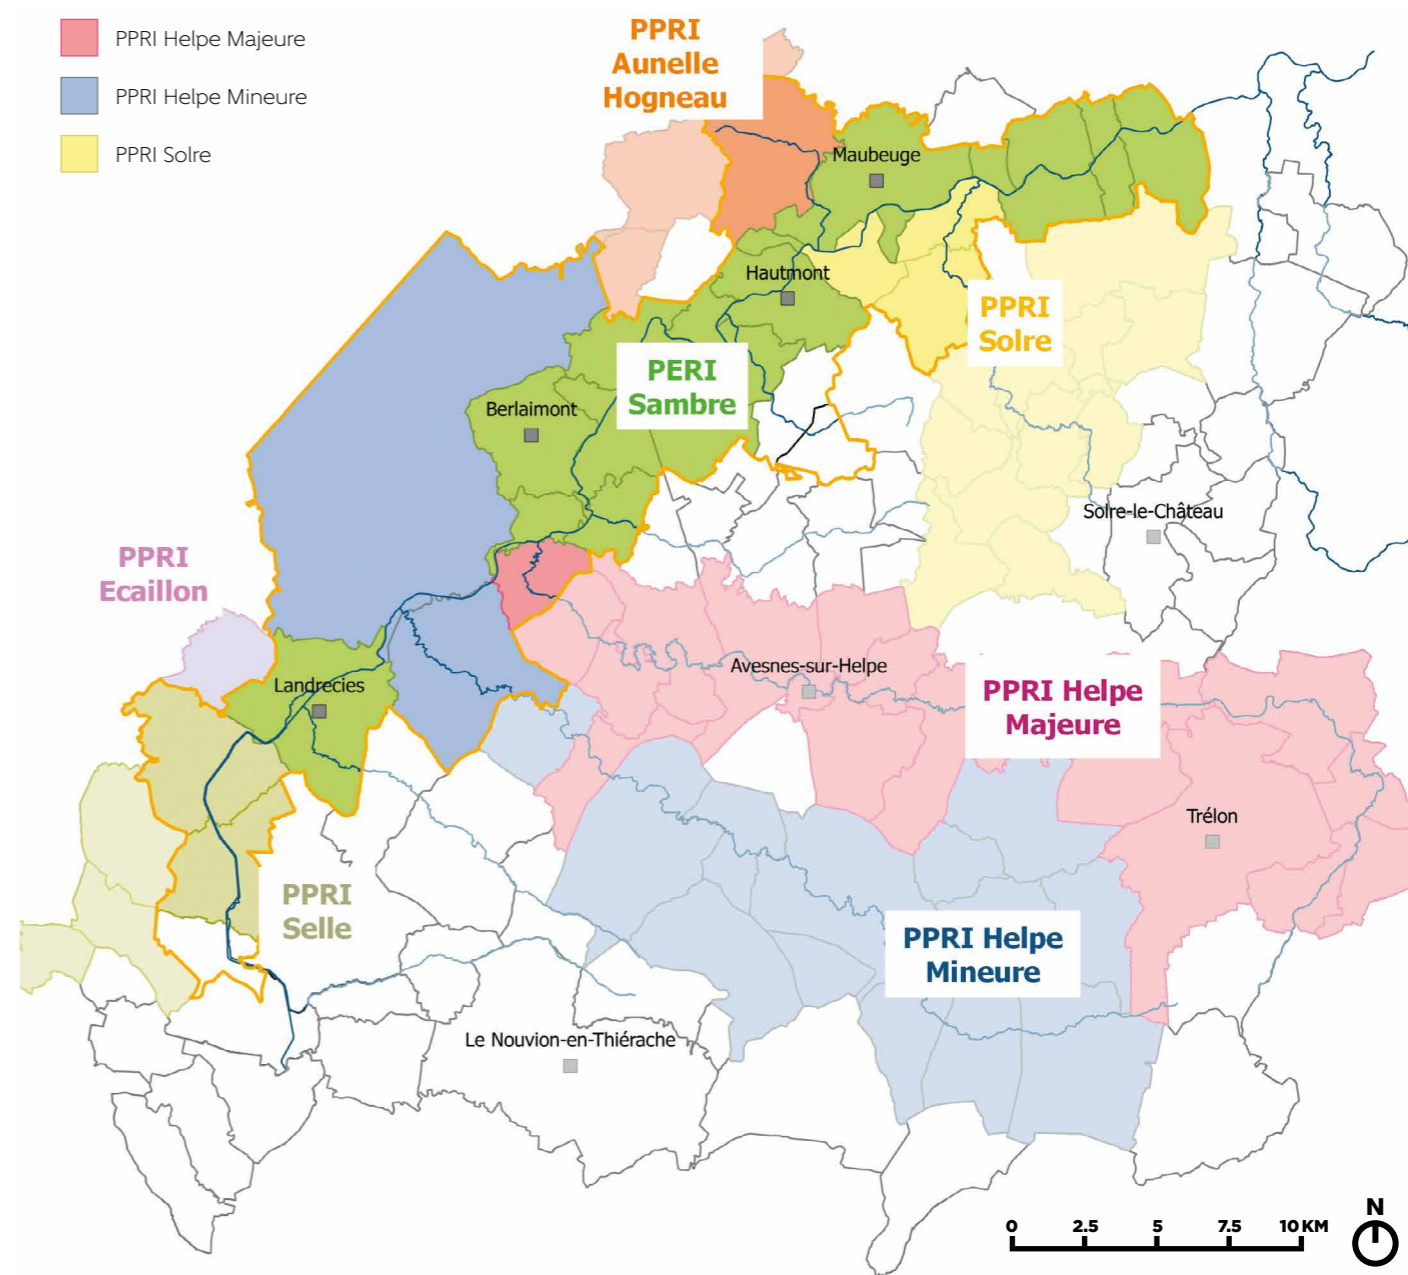 PPRI Helpe Majeure
PPRI Helpe Mineure
PPRI Solre
PPRI
Aunelle
Hogneau
Maubeuge
Hautmont
PPRI
Solre
PERI
Sambre
Berlaimont
Solre-le-Château
PPRI
Ecaillon
Landrecies
Avesnes-sur-Helpe
PPRI Helpe
Majeure
Trélon
PPRI
Selle
PPRI Helpe
Mineure
Le Nouvion-en-Thiérache
0 2.5 5 7.5 10 KM
N